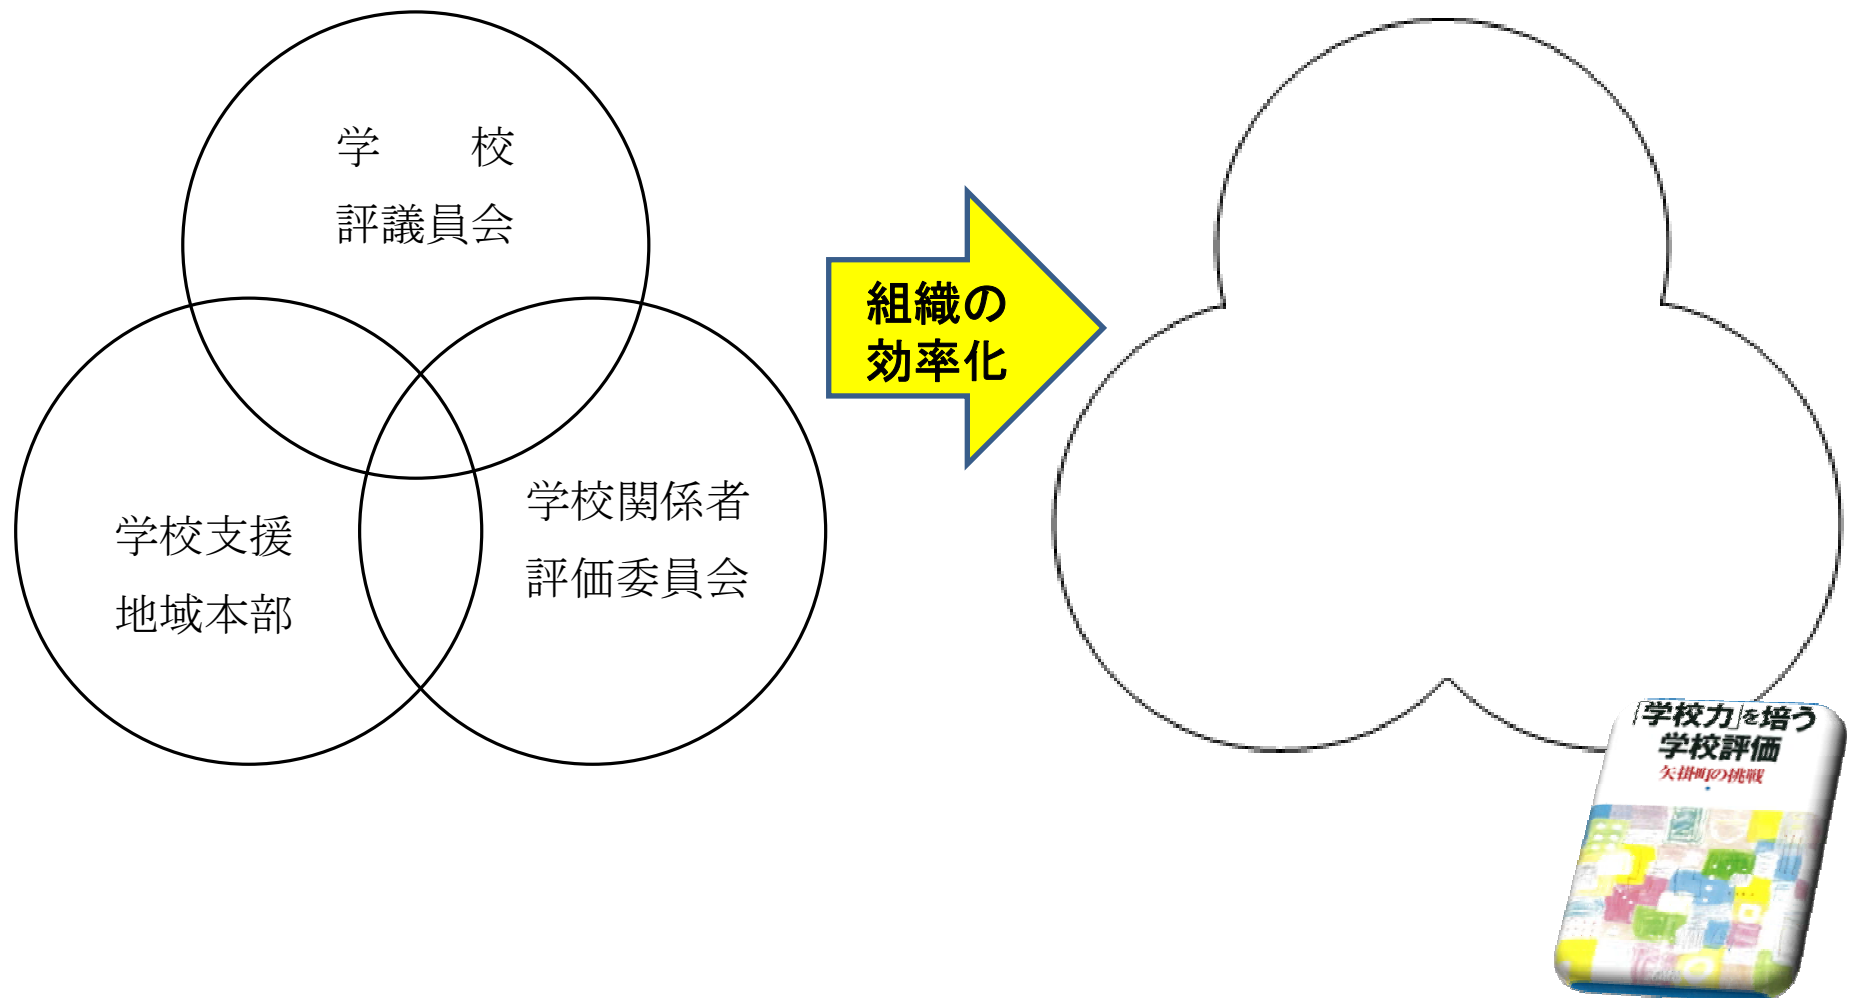 学　　校
評議員会
学校支援
地域本部
学校関係者
評価委員会
組織の
効率化
「学校力」を培う
学校評価
矢掛町の挑戦